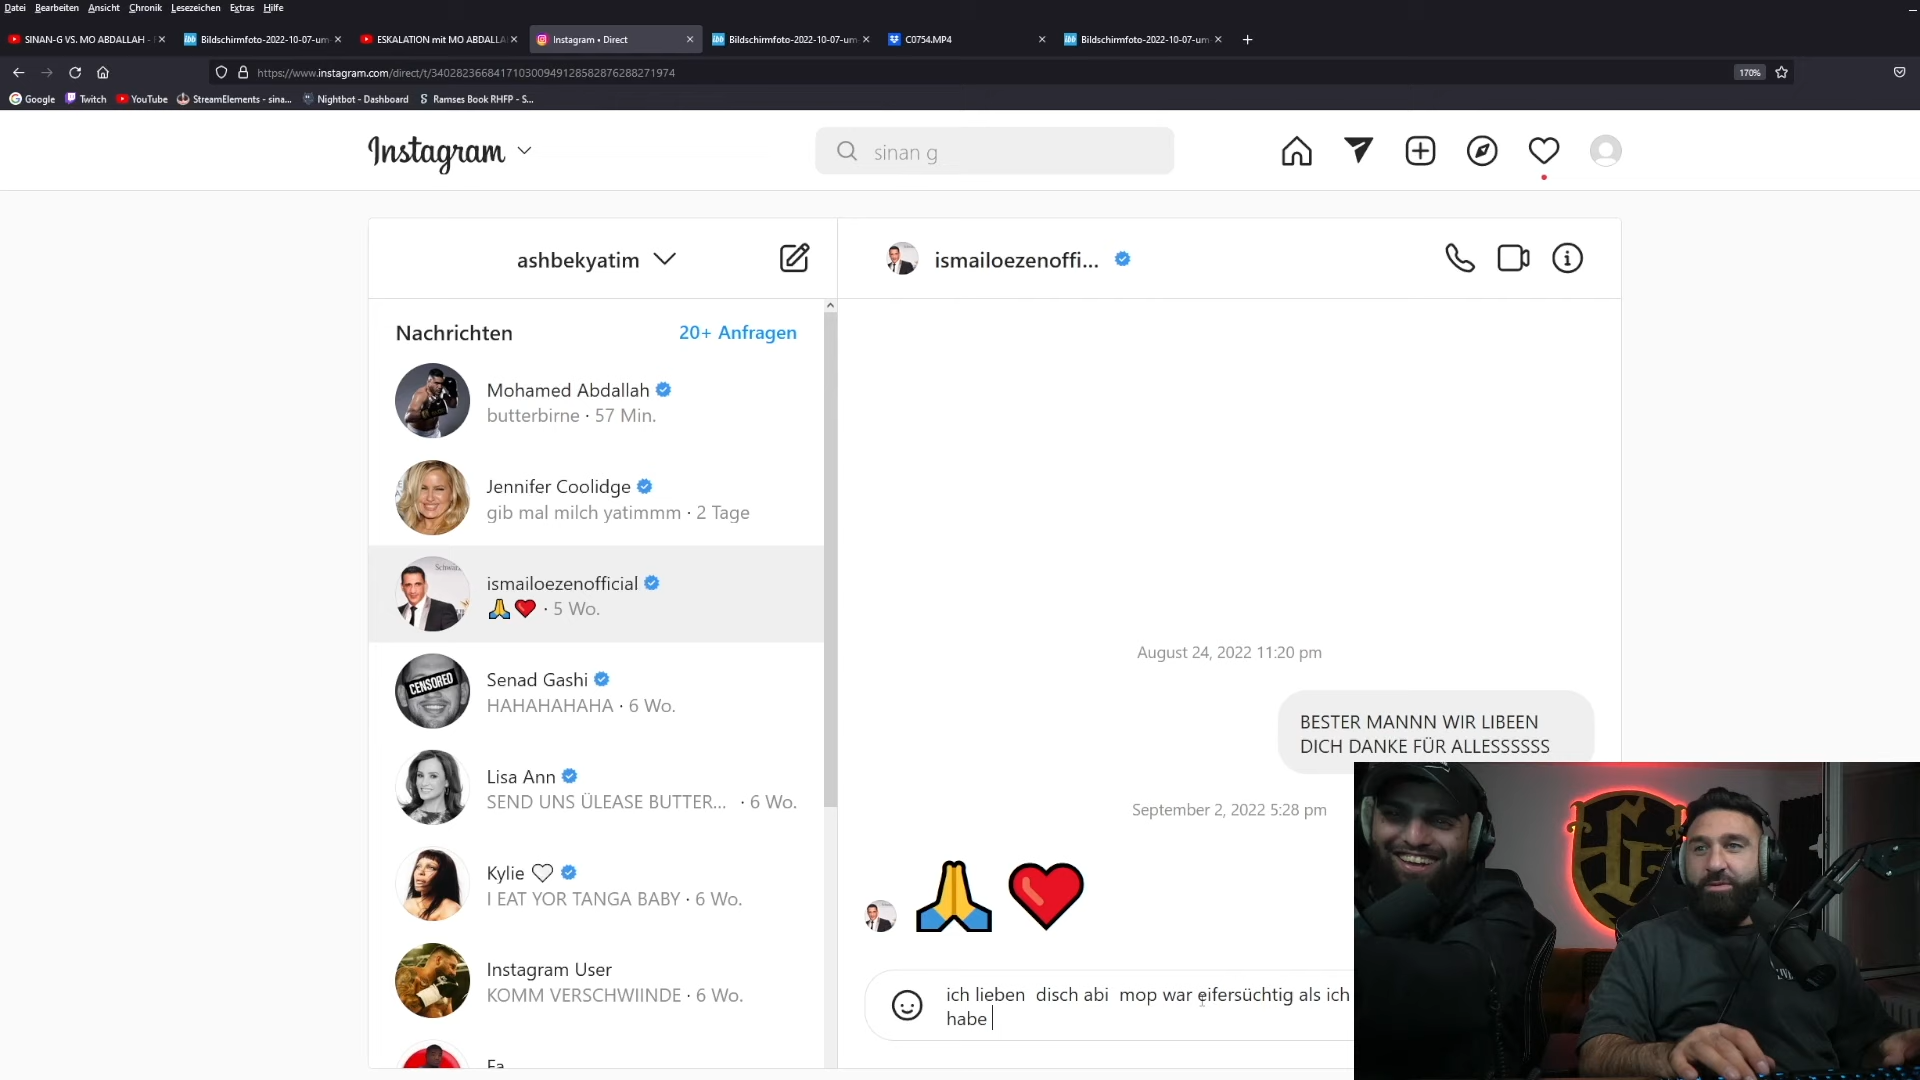 Datei Bearbeiten Ansicht Chronik Lesezeichen Extras Hilfe
SINAN-G VS. MO ABDALLAH - Bildschirmfoto-2022-10-07-um- ESKALATION mit MO ABDALLA Instagram • Direct Bildschirmfoto-2022-10-07-um- C0754.MP4 Bildschirmfoto-2022-10-07-um-
https://www.instagram.com/direct/t/340282366841710300949128582876288271974 170%
Google Twitch YouTube StreamElements - sina... Nightbot - Dashboard Ramses Book RHFP - S...
Instagram
sinan g
ashbekyatim
ismailoezenoffi...
Nachrichten 20+ Anfragen
Mohamed Abdallah
butterbirne · 57 Min.
Jennifer Coolidge
gib mal milch yatimmm · 2 Tage
ismailoezenofficial
🙏❤️ · 5 Wo.
Senad Gashi
HAHAHAHAHA · 6 Wo.
CENSORED
Lisa Ann
SEND UNS ÜLEASE BUTTER... · 6 Wo.
Kylie ♡
I EAT YOR TANGA BABY · 6 Wo.
Instagram User
KOMM VERSCHWIINDE · 6 Wo.
August 24, 2022 11:20 pm
BESTER MANNN WIR LIBEEN
DICH DANKE FÜR ALLESSSSSS
September 2, 2022 5:28 pm
🙏 ❤️
ich lieben disch abi mop war eifersüchtig als ich
habe